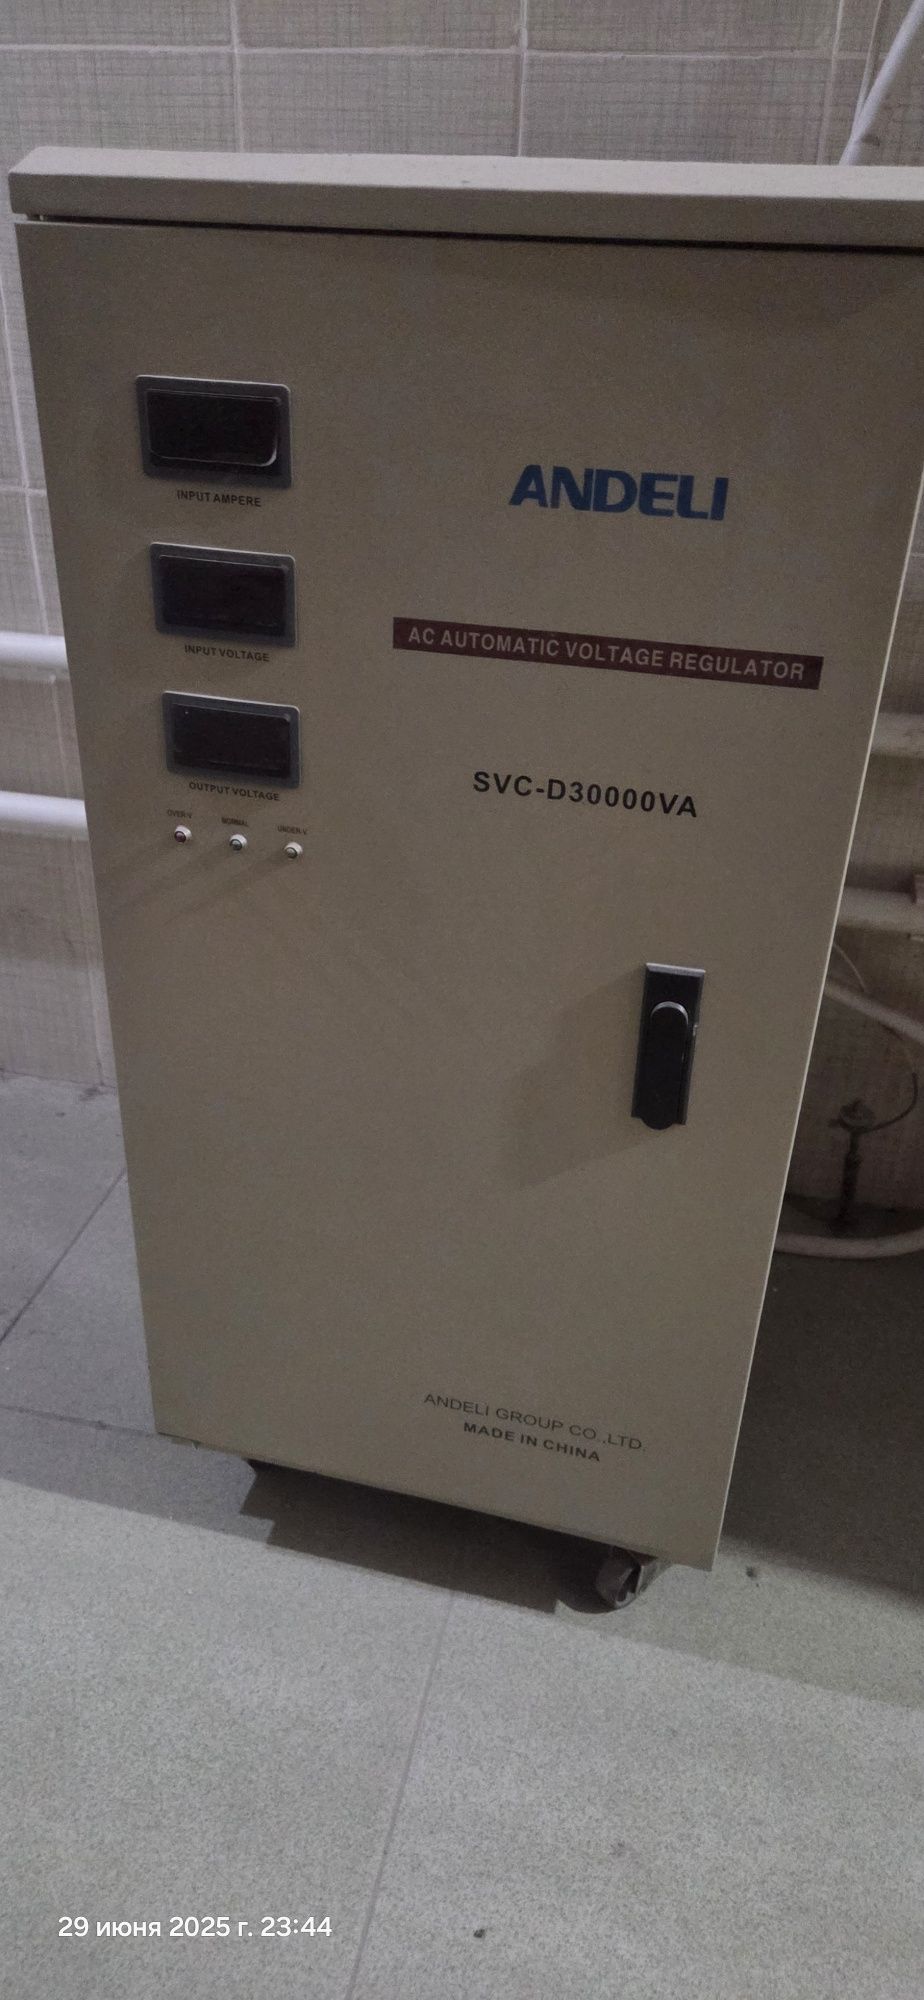 INPUT AMPERE
ANDELI
INPUT VOLTAGE
AC AUTOMATIC VOLTAGE REGULATOR
OUTPUT VOLTAGE
SVC-D30000VA
OVER-V NORMAL UNDER-V
ANDELI GROUP CO.,LTD.
MADE IN CHINA
29 июня 2025 г. 23:44